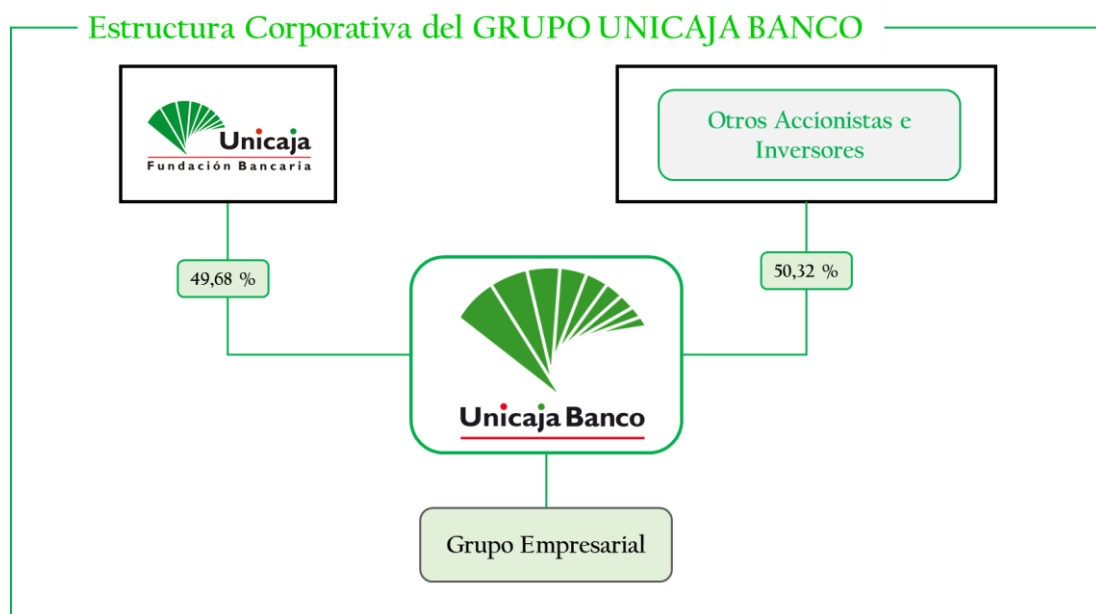 Estructura Corporativa del GRUPO UNICAJA BANCO
Unicaja
Fundación Bancaria
Otros Accionistas e
Inversores
49,68 %
50,32 %
Unicaja Banco
Grupo Empresarial